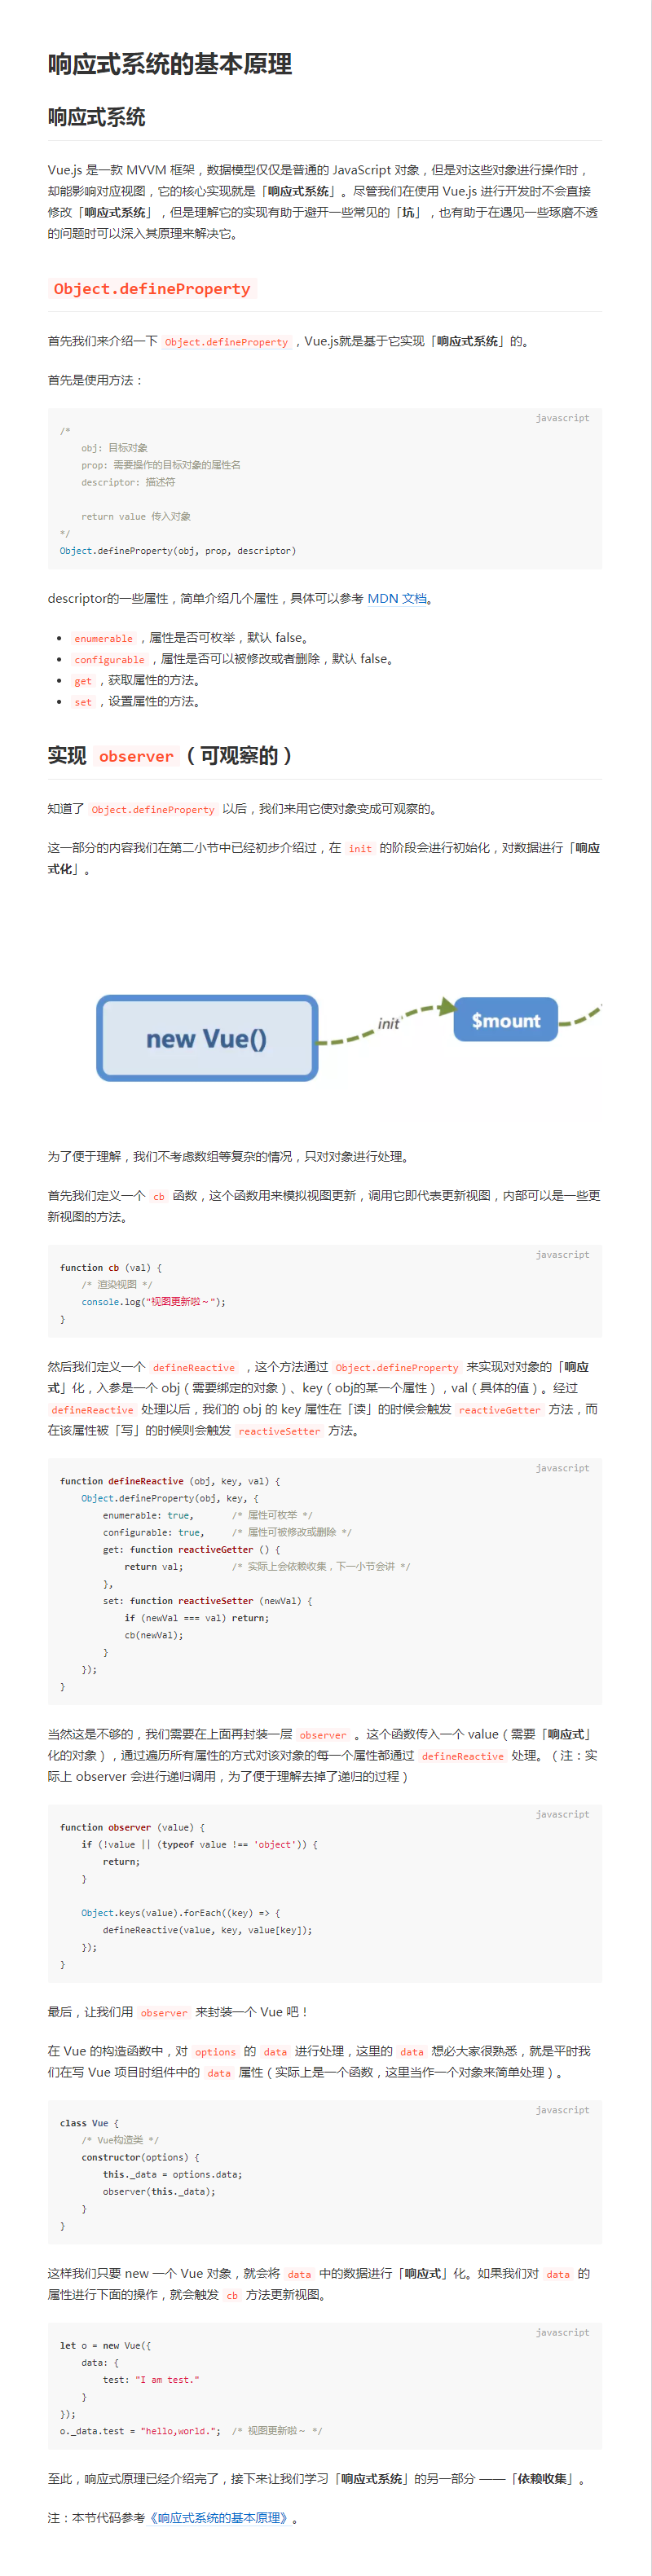 响应式系统的基本原理
响应式系统
Vue.js 是一款 MVVM 框架，数据模型仅仅是普通的 JavaScript 对象，但是对这些对象进行操作时，
却能影响对应视图，它的核心实现就是「响应式系统」。尽管我们在使用 Vue.js 进行开发时不会直接
修改「响应式系统」，但是理解它的实现有助于避开一些常见的「坑」，也有助于在遇见一些琢磨不透
的问题时可以深入其原理来解决它。
Object.defineProperty
首先我们来介绍一下 Object.defineProperty，Vue.js就是基于它实现「响应式系统」的。
首先是使用方法：
javascript
/*
    obj: 目标对象
    prop: 需要操作的目标对象的属性名
    descriptor: 描述符
    return value 传入对象
*/
Object.defineProperty(obj, prop, descriptor)
descriptor的一些属性，简单介绍几个属性，具体可以参考 MDN 文档。
• enumerable，属性是否可枚举，默认 false。
• configurable，属性是否可以被修改或者删除，默认 false。
• get，获取属性的方法。
• set，设置属性的方法。
实现 observer（可观察的）
知道了 Object.defineProperty 以后，我们来用它使对象变成可观察的。
这一部分的内容我们在第二小节中已经初步介绍过，在 init 的阶段会进行初始化，对数据进行「响应
式化」。
new Vue()
init
$mount
为了便于理解，我们不考虑数组等复杂的情况，只对对象进行处理。
首先我们定义一个 cb 函数，这个函数用来模拟视图更新，调用它即代表更新视图，内部可以是一些更
新视图的方法。
javascript
function cb (val) {
    /* 渲染视图 */
    console.log("视图更新啦～");
}
然后我们定义一个 defineReactive ，这个方法通过 Object.defineProperty 来实现对对象的「响应
式」化，入参是一个 obj（需要绑定的对象）、key（obj的某一个属性），val（具体的值）。经过
defineReactive 处理以后，我们的 obj 的 key 属性在「读」的时候会触发 reactiveGetter 方法，而
在该属性被「写」的时候则会触发 reactiveSetter 方法。
javascript
function defineReactive (obj, key, val) {
    Object.defineProperty(obj, key, {
        enumerable: true,       /* 属性可枚举 */
        configurable: true,     /* 属性可被修改或删除 */
        get: function reactiveGetter () {
            return val;         /* 实际上会依赖收集，下一小节会讲 */
        },
        set: function reactiveSetter (newVal) {
            if (newVal === val) return;
            cb(newVal);
        }
    });
}
当然这是不够的，我们需要在上面再封装一层 observer 。这个函数传入一个 value（需要「响应式」
化的对象），通过遍历所有属性的方式对该对象的每一个属性都通过 defineReactive 处理。（注：实
际上 observer 会进行递归调用，为了便于理解去掉了递归的过程）
javascript
function observer (value) {
    if (!value || (typeof value !== 'object')) {
        return;
    }
    Object.keys(value).forEach((key) => {
        defineReactive(value, key, value[key]);
    });
}
最后，让我们用 observer 来封装一个 Vue 吧！
在 Vue 的构造函数中，对 options 的 data 进行处理，这里的 data 想必大家很熟悉，就是平时我
们在写 Vue 项目时组件中的 data 属性（实际上是一个函数，这里当作一个对象来简单处理）。
javascript
class Vue {
    /* Vue构造类 */
    constructor(options) {
        this._data = options.data;
        observer(this._data);
    }
}
这样我们只要 new 一个 Vue 对象，就会将 data 中的数据进行「响应式」化。如果我们对 data 的
属性进行下面的操作，就会触发 cb 方法更新视图。
javascript
let o = new Vue({
    data: {
        test: "I am test."
    }
});
o._data.test = "hello,world.";  /* 视图更新啦～ */
至此，响应式原理已经介绍完了，接下来让我们学习「响应式系统」的另一部分 ——「依赖收集」。
注：本节代码参考《响应式系统的基本原理》。